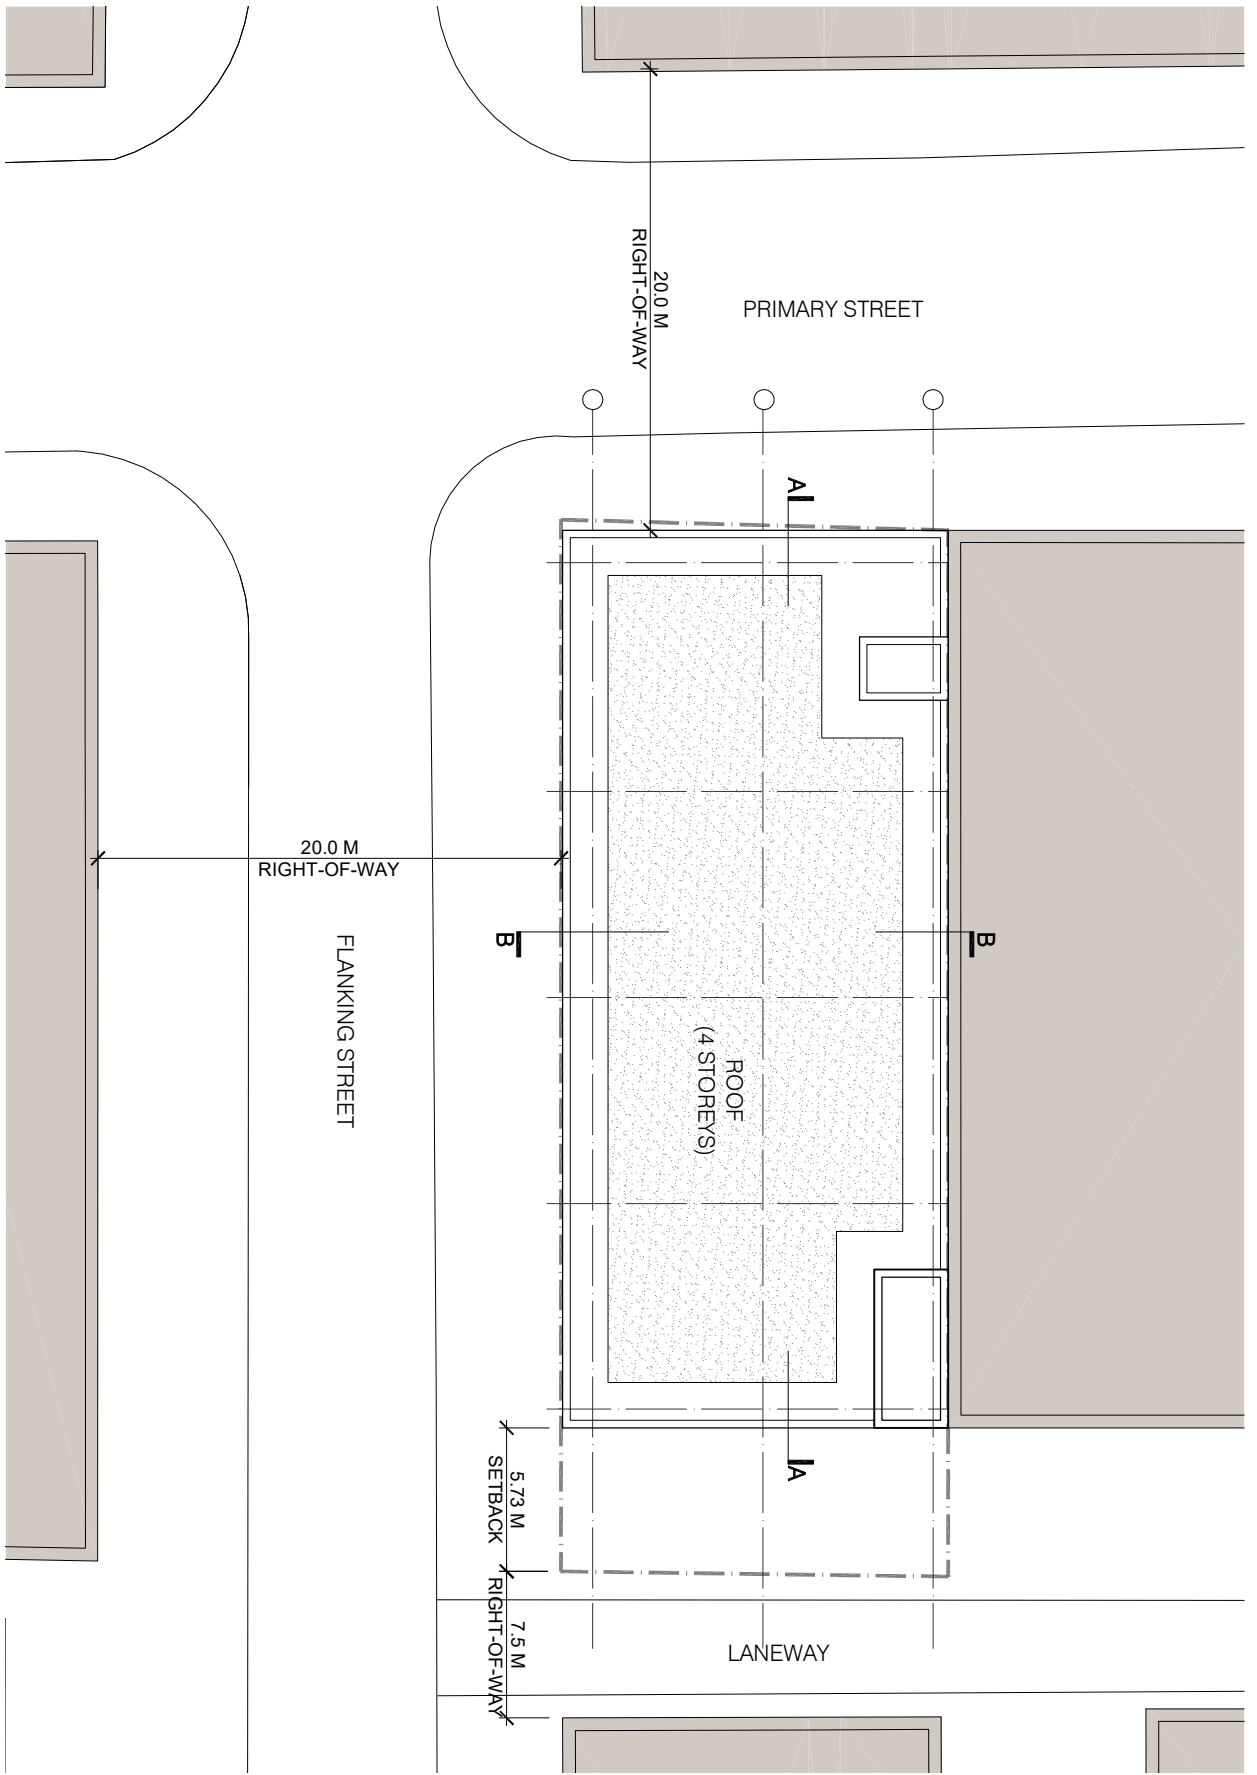 20.0 M
RIGHT-OF-WAY
PRIMARY STREET
A
20.0 M
RIGHT-OF-WAY
B
B
FLANKING STREET
ROOF
(4 STOREYS)
A
5.73 M
SETBACK
7.5 M
RIGHT-OF-WAY
LANEWAY